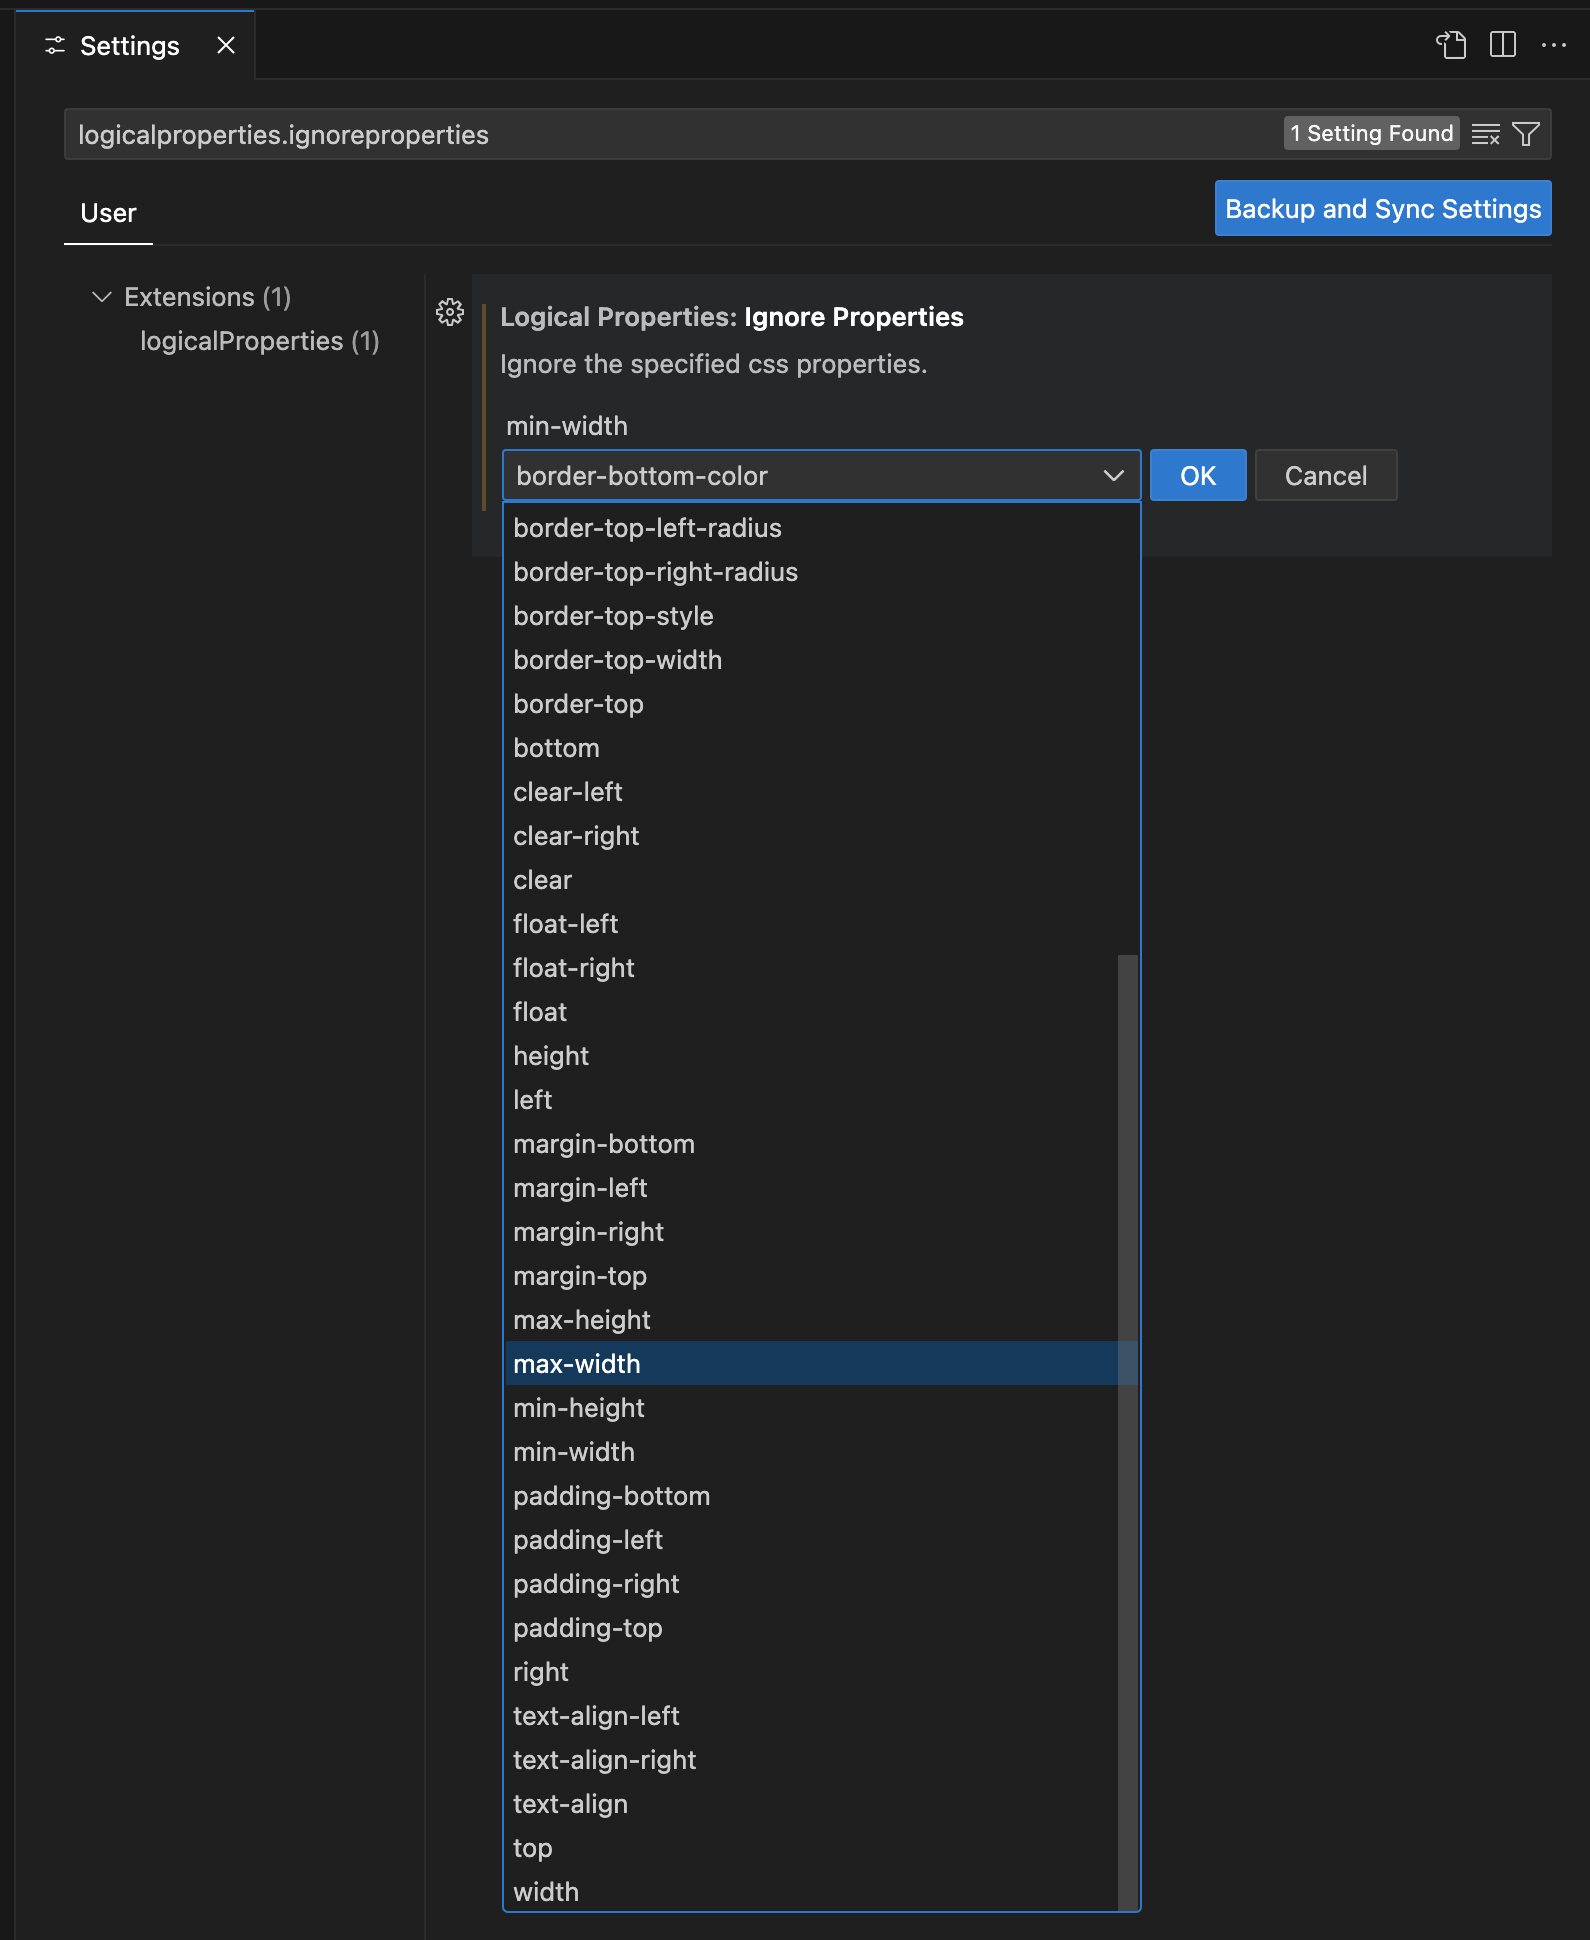 Settings
logicalproperties.ignoreproperties
1 Setting Found
User
Backup and Sync Settings
Extensions (1)
logicalProperties (1)
Logical Properties: Ignore Properties
Ignore the specified css properties.
min-width
border-bottom-color
OK
Cancel
border-top-left-radius
border-top-right-radius
border-top-style
border-top-width
border-top
bottom
clear-left
clear-right
clear
float-left
float-right
float
height
left
margin-bottom
margin-left
margin-right
margin-top
max-height
max-width
min-height
min-width
padding-bottom
padding-left
padding-right
padding-top
right
text-align-left
text-align-right
text-align
top
width